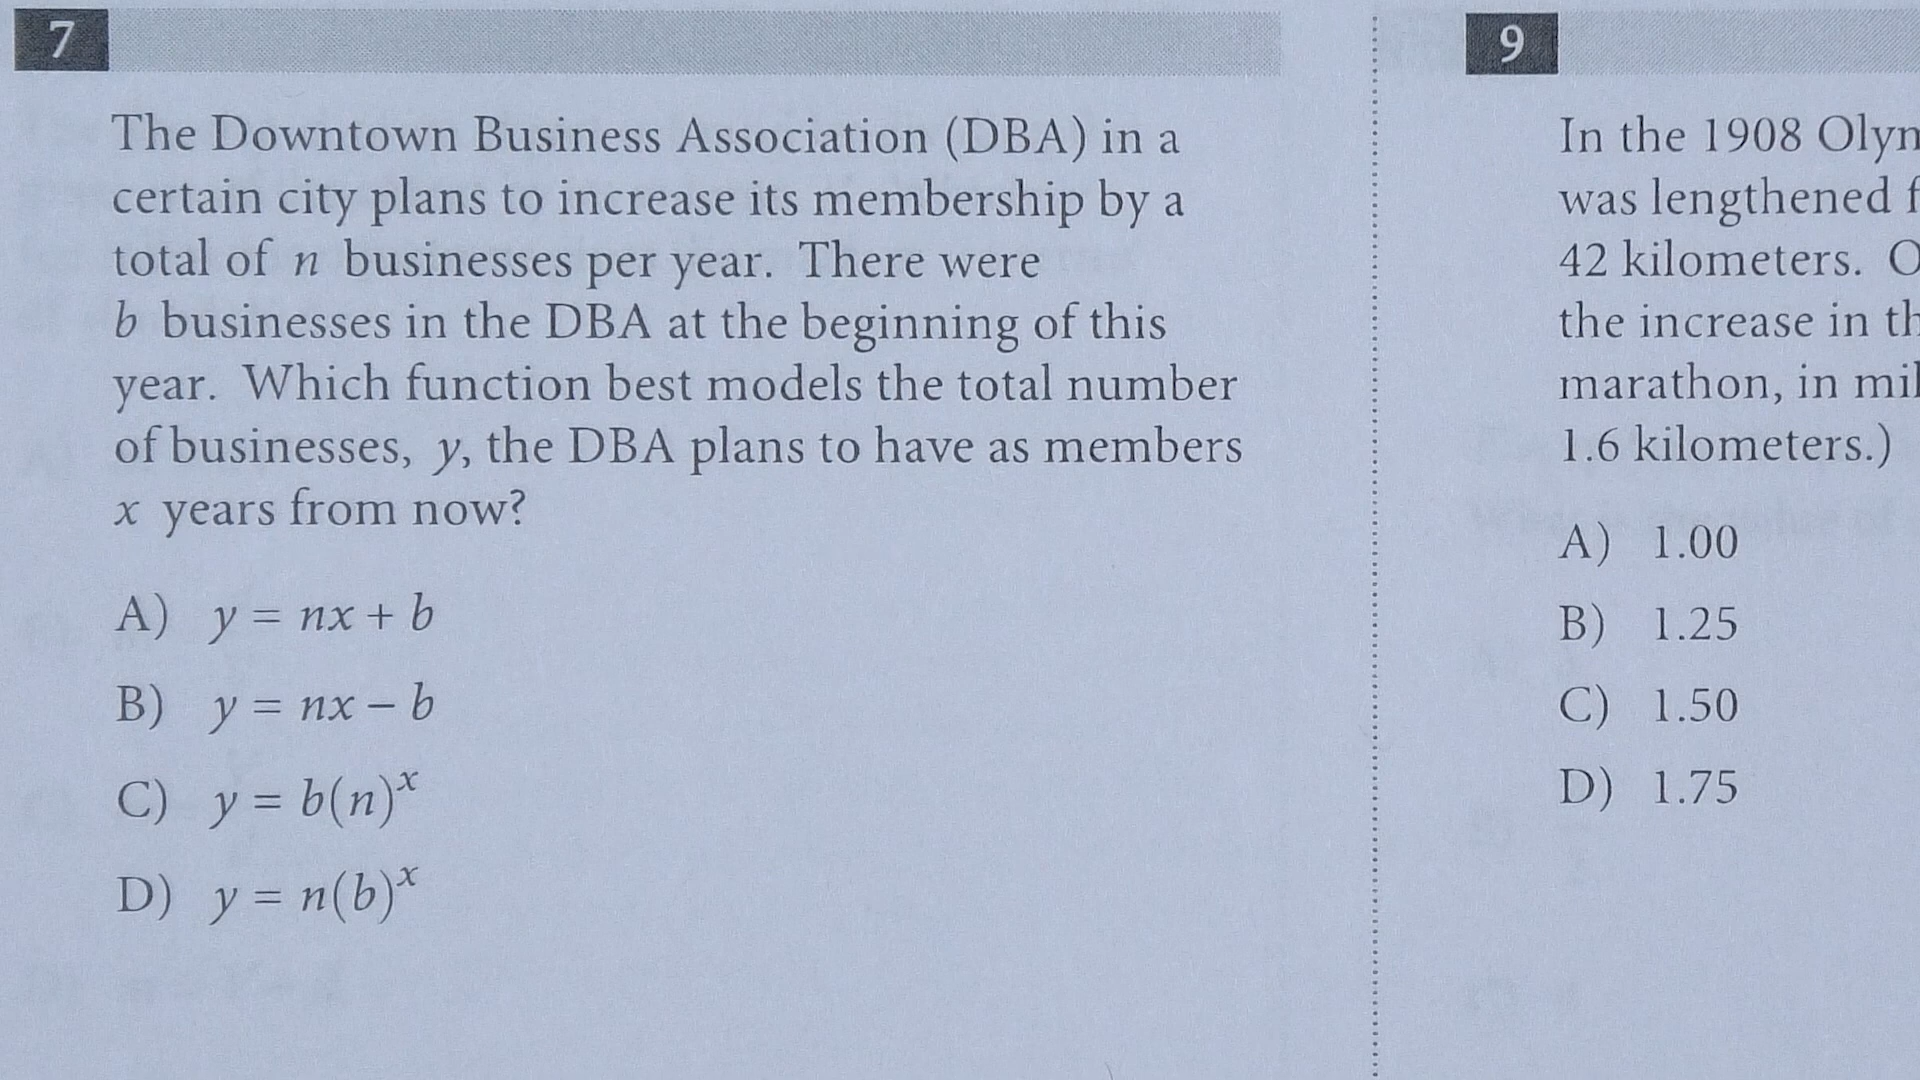 7
The Downtown Business Association (DBA) in a
certain city plans to increase its membership by a
total of n businesses per year. There were
b businesses in the DBA at the beginning of this
year. Which function best models the total number
of businesses, y, the DBA plans to have as members
x years from now?
A) y = nx + b
B) y = nx – b
C) y = b(n)ˣ
D) y = n(b)ˣ
9
In the 1908
was lengthened
42 kilometers.
the increase in
marathon, in
1.6 kilometers.)
A) 1.00
B) 1.25
C) 1.50
D) 1.75